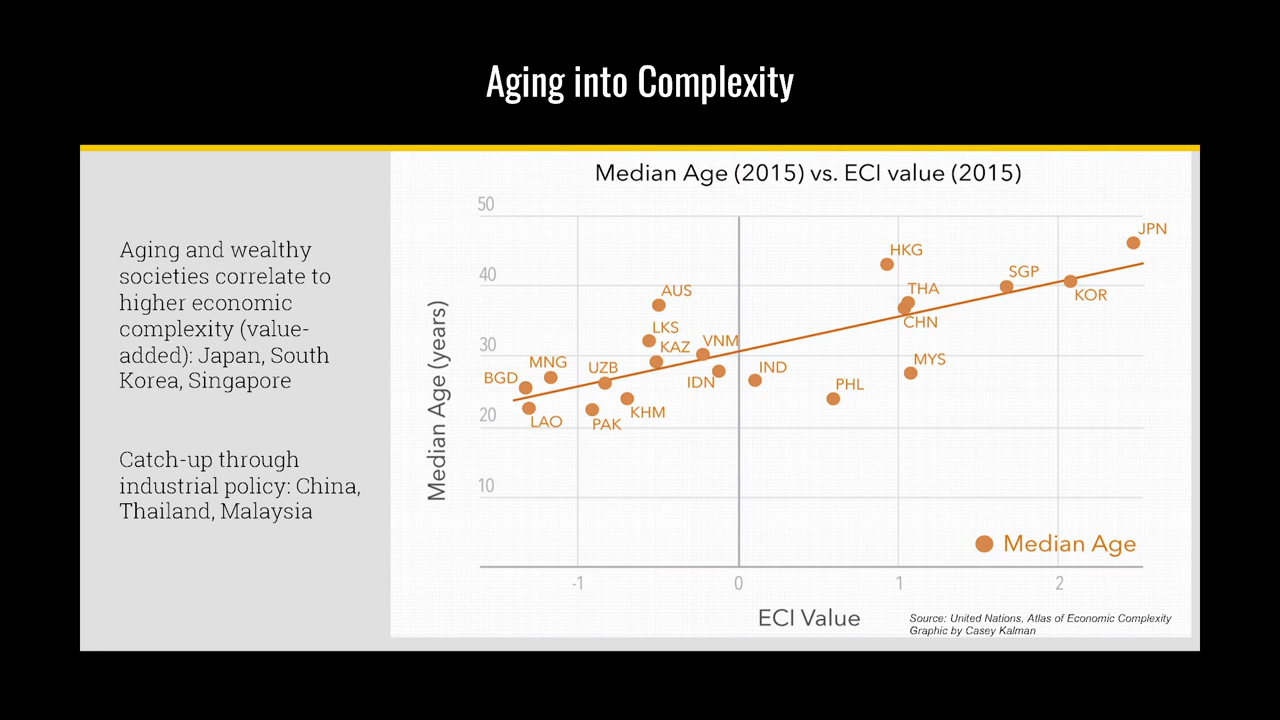 Aging into Complexity
Aging and wealthy
societies correlate to
higher economic
complexity (value-
added): Japan, South
Korea, Singapore
Catch-up through
industrial policy: China,
Thailand, Malaysia
Median Age (2015) vs. ECI value (2015)
Median Age (years)
50
40
30
20
10
JPN
HKG
SGP
KOR
THA
CHN
AUS
LKS
KAZ
VNM
MYS
MNG
UZB
IDN
IND
BGD
PHL
KHM
LAO
PAK
Median Age
-1
0
1
2
ECI Value
Source: United Nations, Atlas of Economic Complexity
Graphic by Casey Kalman